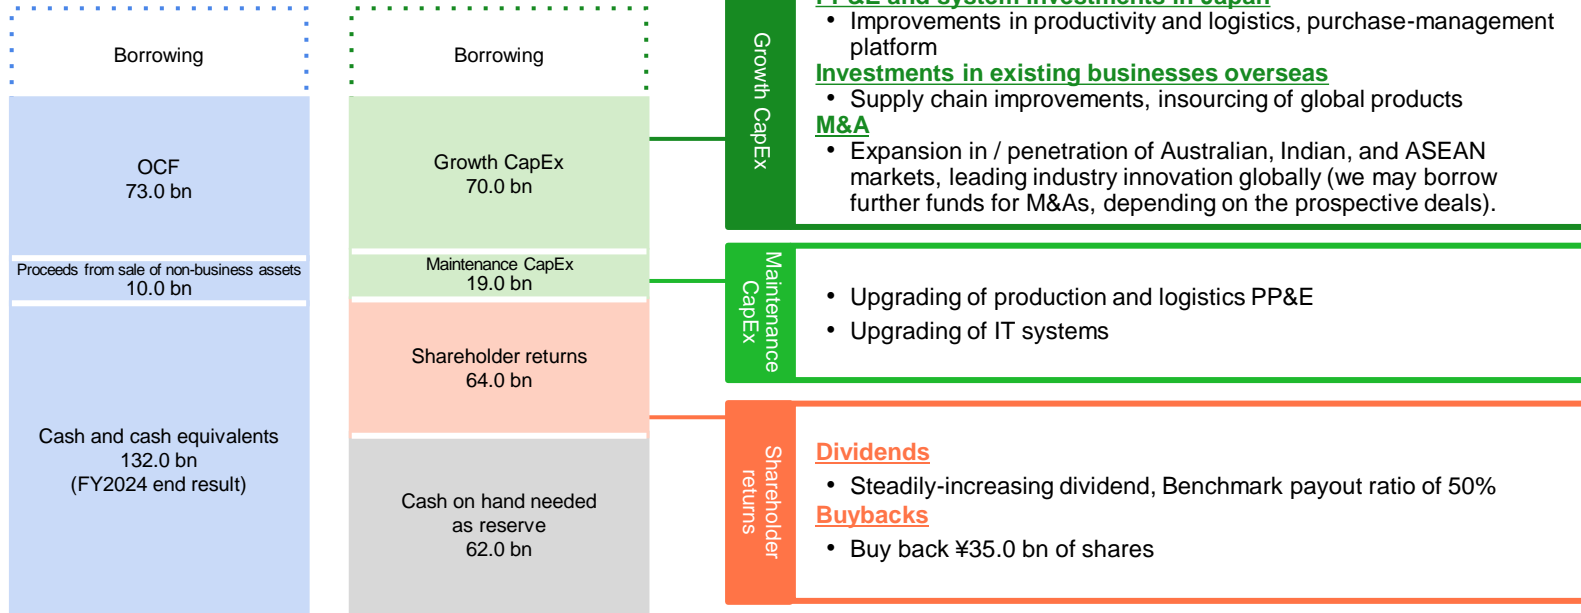 Borrowing
OCF
73.0 bn
Proceeds from sale of non-business assets
10.0 bn
Cash and cash equivalents
132.0 bn
(FY2024 end result)
Borrowing
Growth CapEx
70.0 bn
Maintenance CapEx
19.0 bn
Shareholder returns
64.0 bn
Cash on hand needed
as reserve
62.0 bn
Growth CapEx
PP&E and system investments in Japan
• Improvements in productivity and logistics, purchase-management
platform
Investments in existing businesses overseas
• Supply chain improvements, insourcing of global products
M&A
• Expansion in / penetration of Australian, Indian, and ASEAN
markets, leading industry innovation globally (we may borrow
further funds for M&As, depending on the prospective deals).
Maintenance
CapEx
• Upgrading of production and logistics PP&E
• Upgrading of IT systems
Shareholder
returns
Dividends
• Steadily-increasing dividend, Benchmark payout ratio of 50%
Buybacks
• Buy back ¥35.0 bn of shares